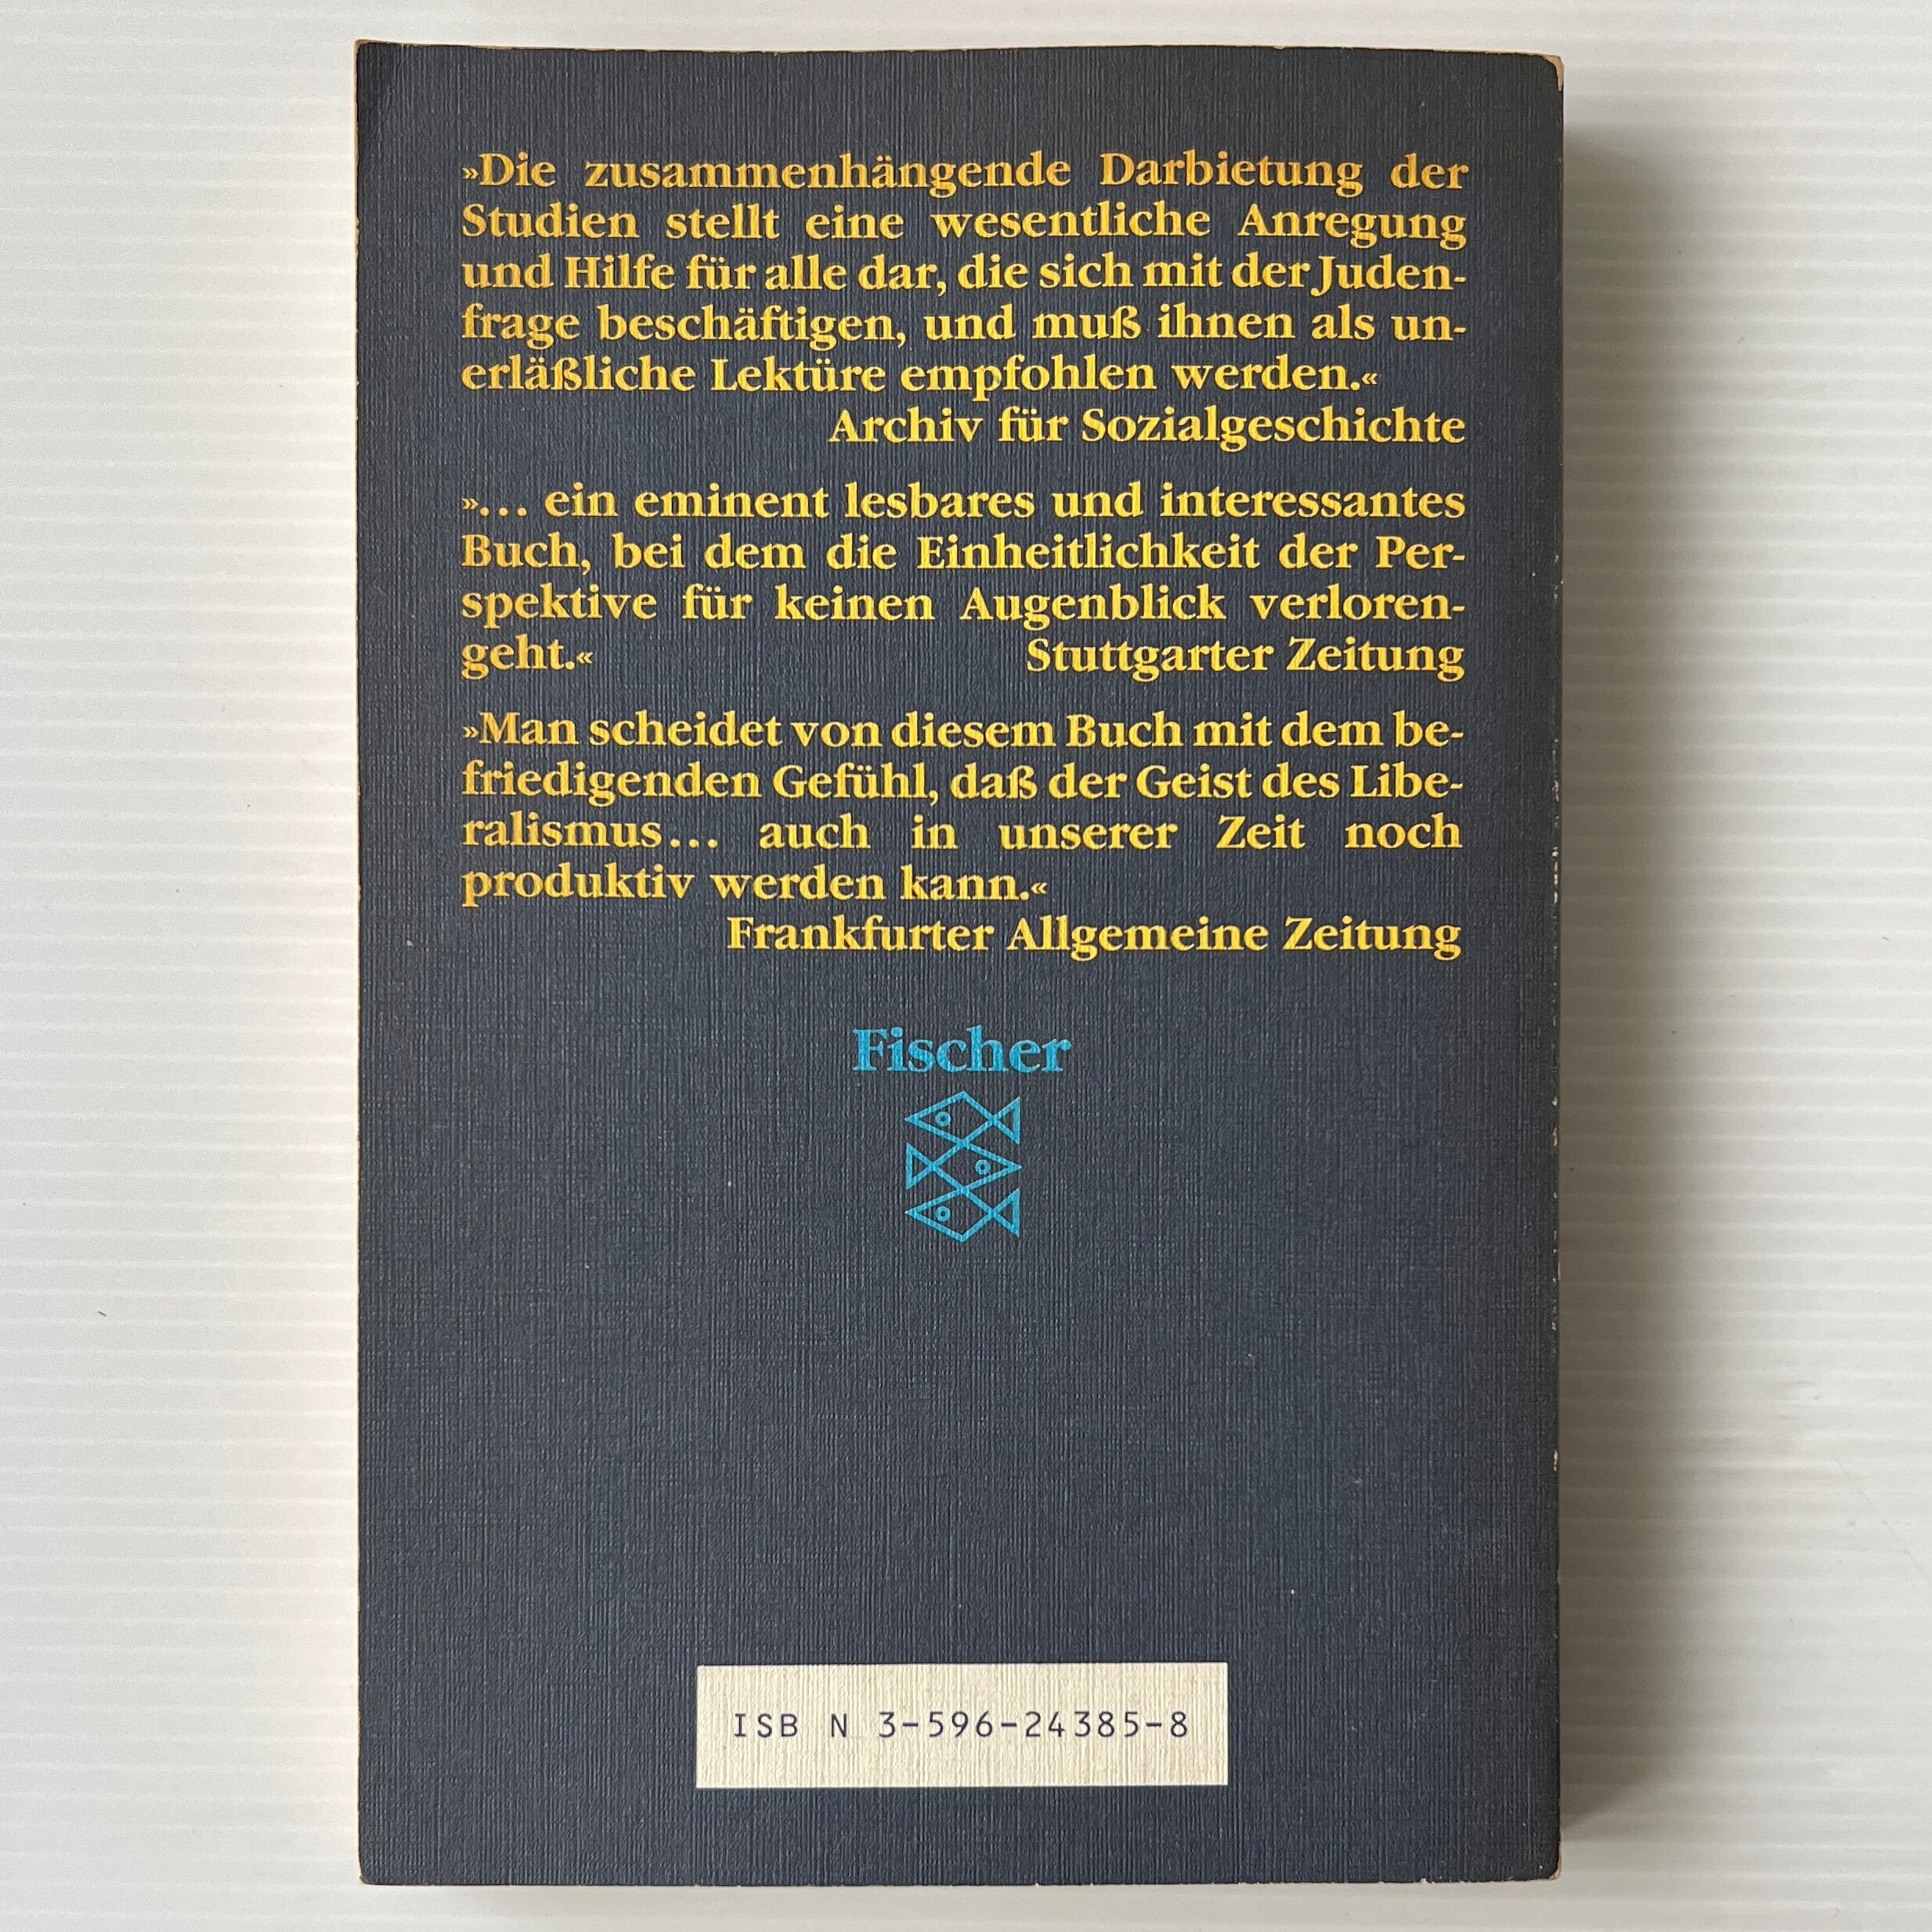 »Die zusammenhängende Darbietung der
Studien stellt eine wesentliche Anregung
und Hilfe für alle dar, die sich mit der Juden-
frage beschäftigen, und muß ihnen als un-
erläßliche Lektüre empfohlen werden.«
Archiv für Sozialgeschichte
»... ein eminent lesbares und interessantes
Buch, bei dem die Einheitlichkeit der Per-
spektive für keinen Augenblick verloren-
geht.« Stuttgarter Zeitung
»Man scheidet von diesem Buch mit dem be-
friedigenden Gefühl, daß der Geist des Libe-
ralismus... auch in unserer Zeit noch
produktiv werden kann.«
Frankfurter Allgemeine Zeitung
Fischer
ISB N 3-596-24385-8